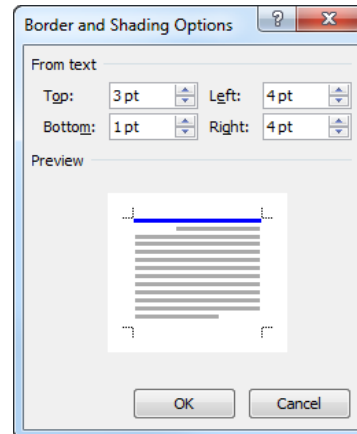 Border and Shading Options
From text
Top: 3 pt Left: 4 pt
Bottom: 1 pt Right: 4 pt
Preview
OK Cancel